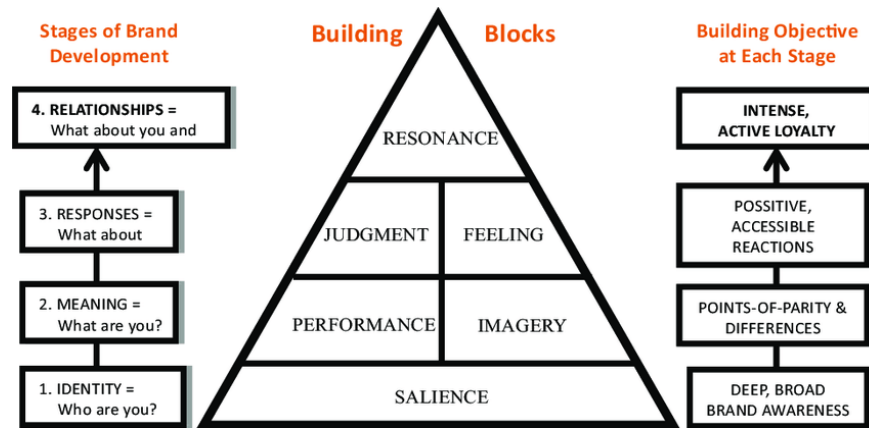 Stages of Brand
Development
4. RELATIONSHIPS =
What about you and
3. RESPONSES =
What about
2. MEANING =
What are you?
1. IDENTITY =
Who are you?
Building Blocks
RESONANCE
JUDGMENT FEELING
PERFORMANCE IMAGERY
SALIENCE
Building Objective
at Each Stage
INTENSE,
ACTIVE LOYALTY
POSSITIVE,
ACCESSIBLE
REACTIONS
POINTS-OF-PARITY &
DIFFERENCES
DEEP, BROAD
BRAND AWARENESS